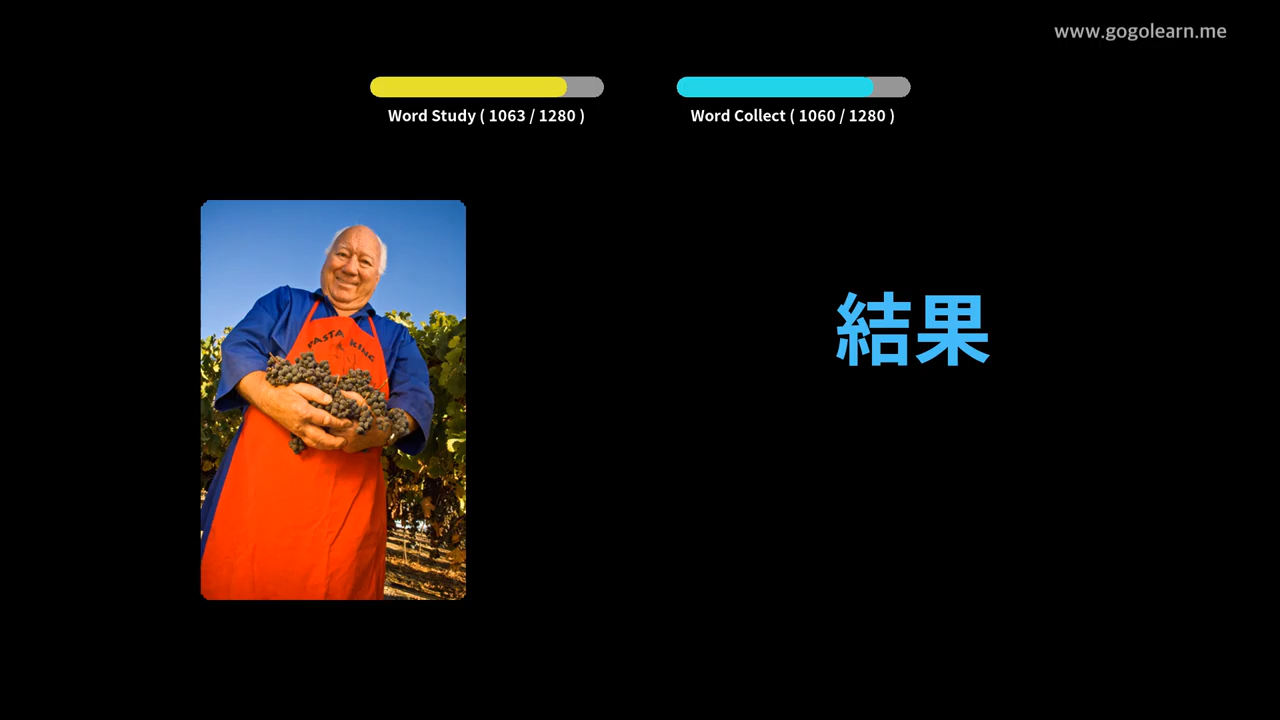 www.gogolearn.me
Word Study ( 1063 / 1280 )
Word Collect ( 1060 / 1280 )
PASTA KING
結果